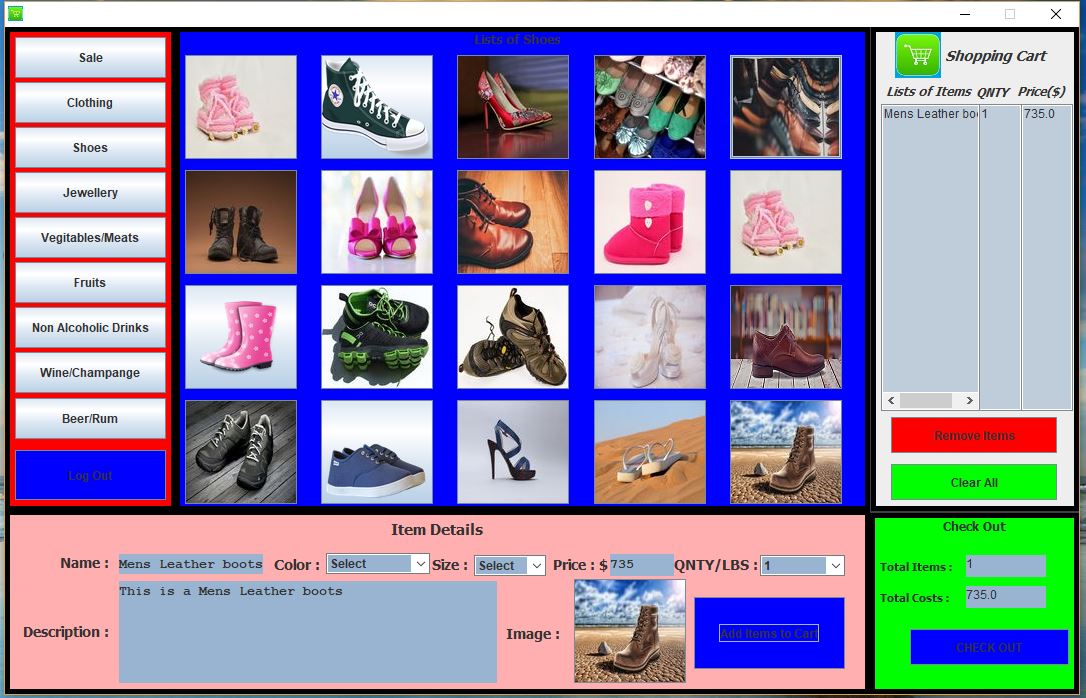 Sale
Clothing
Shoes
Jewellery
Vegitables/Meats
Fruits
Non Alcoholic Drinks
Wine/Champange
Beer/Rum
Log Out
Lists of Shoes
Shopping Cart
Lists of Items QNTY Price($)
Mens Leather boo 1 735.0
Remove Items
Clear All
Item Details
Name : Mens Leather boots Color : Select Size : Select Price : $ 735 QNTY/LBS : 1
Description : This is a Mens Leather boots
Image :
Add Items to Cart
Check Out
Total Items : 1
Total Costs : 735.0
CHECK OUT